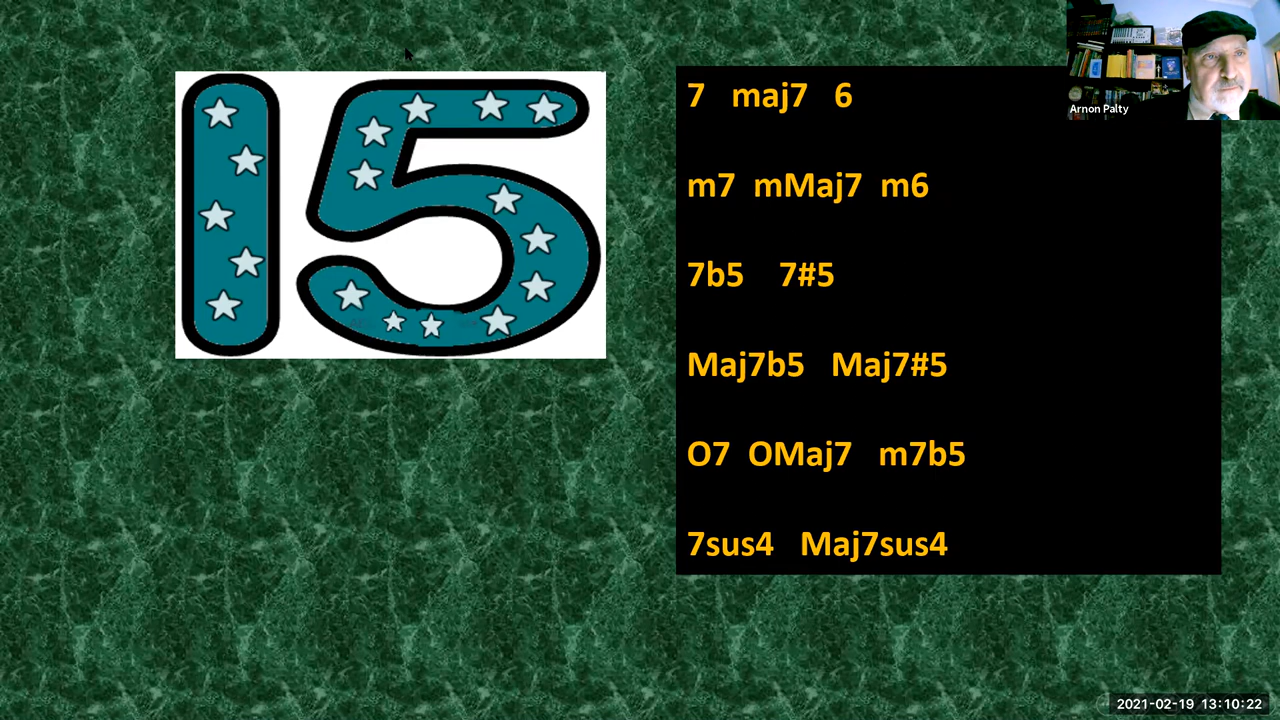 15
7 maj7 6
Arnon Palty
m7 mMaj7 m6
7b5 7#5
Maj7b5 Maj7#5
O7 OMaj7 m7b5
7sus4 Maj7sus4
2021-02-19 13:10:22